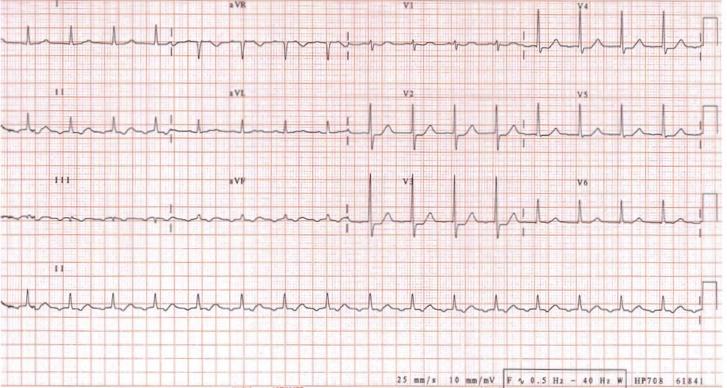 I aVR V1 V4
II aVL V2 V5
III aVF V3 V6
II
25 mm/s 10 mm/mV F ∿ 0.5 Hz - 40 Hz W HP708 61841